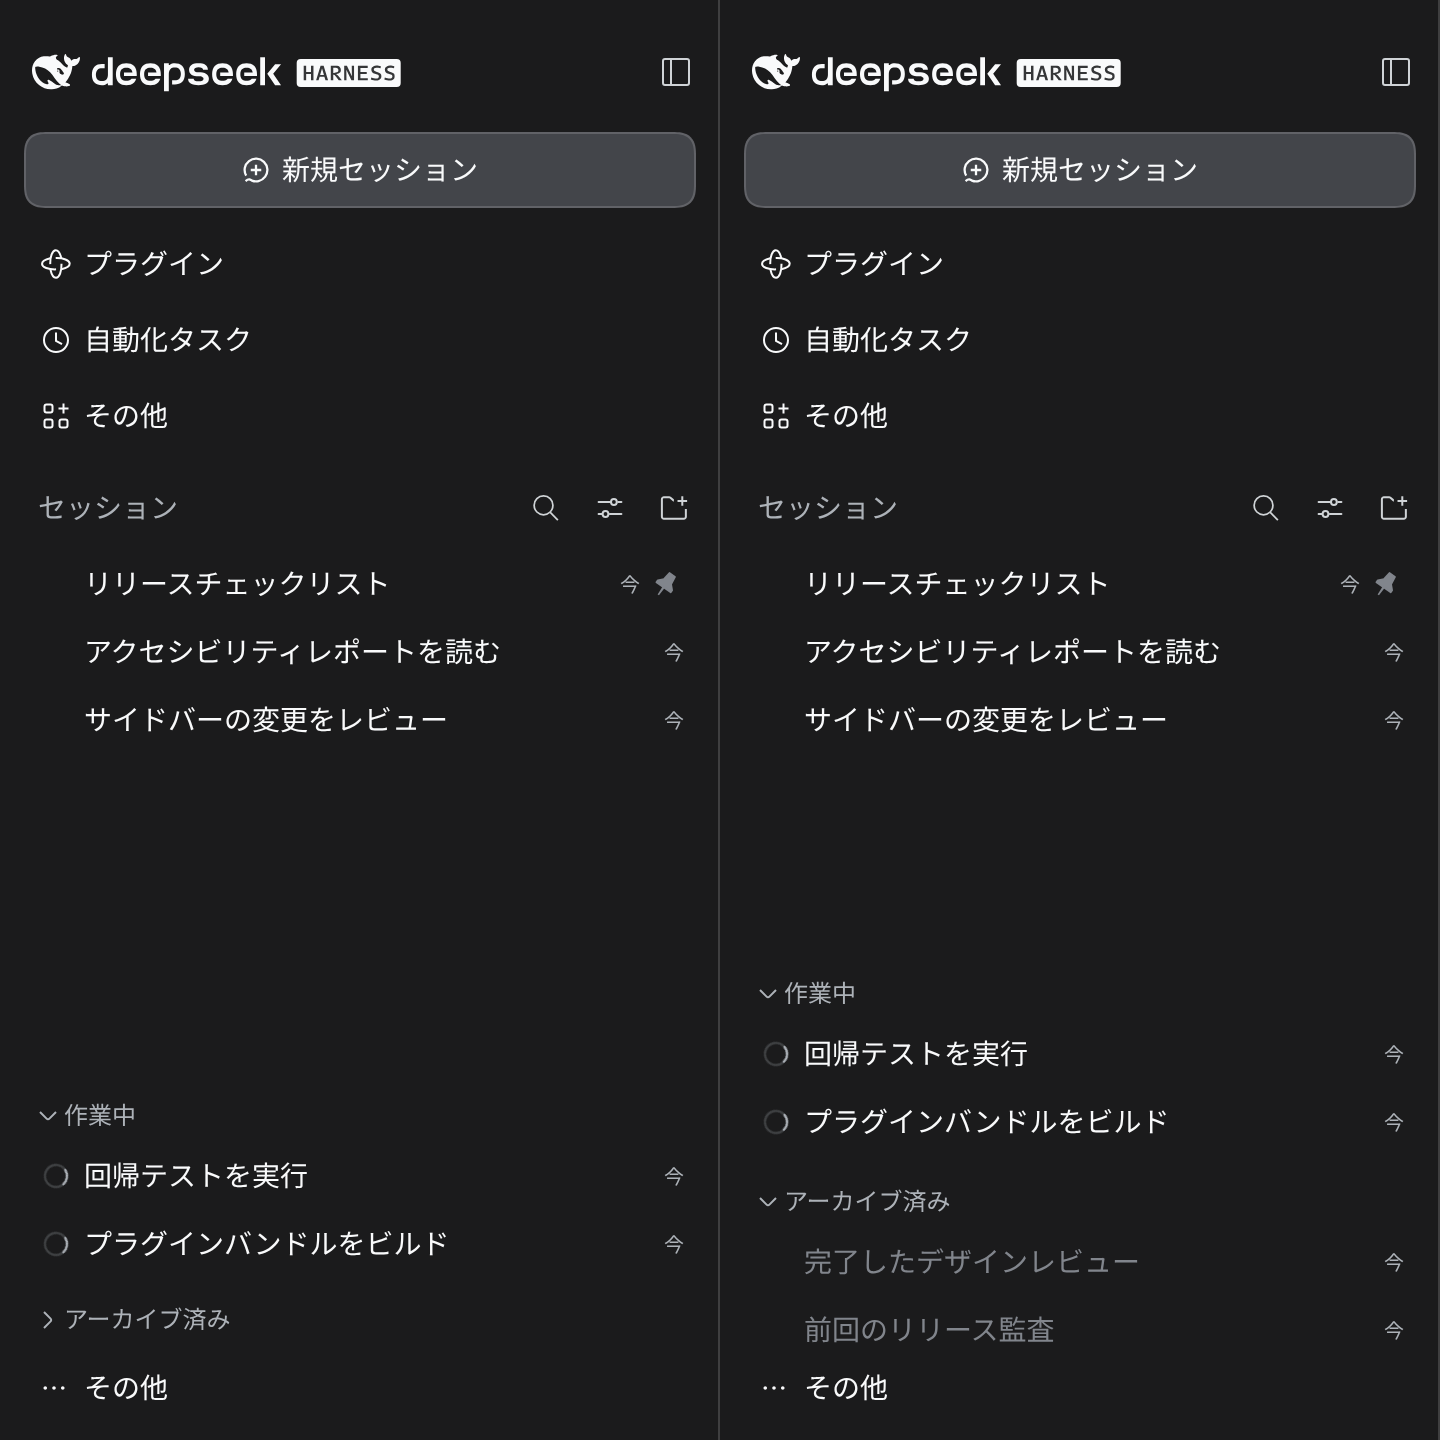 deepseek HARNESS
新規セッション
プラグイン
自動化タスク
その他
セッション
リリースチェックリスト 今
アクセシビリティレポートを読む 今
サイドバーの変更をレビュー 今
作業中
回帰テストを実行 今
プラグインバンドルをビルド 今
アーカイブ済み
その他
deepseek HARNESS
新規セッション
プラグイン
自動化タスク
その他
セッション
リリースチェックリスト 今
アクセシビリティレポートを読む 今
サイドバーの変更をレビュー 今
作業中
回帰テストを実行 今
プラグインバンドルをビルド 今
アーカイブ済み
完了したデザインレビュー 今
前回のリリース監査 今
その他